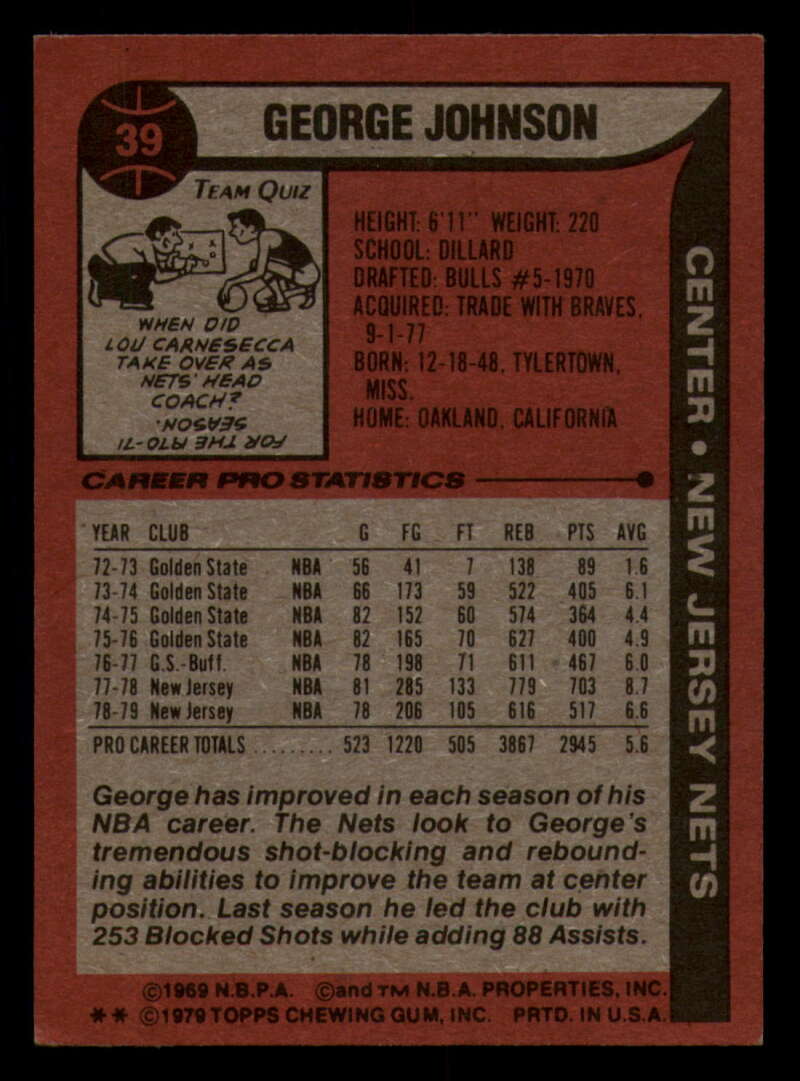 39
GEORGE JOHNSON
TEAM QUIZ
WHEN DID
LOU CARNESECCA
TAKE OVER AS
NETS' HEAD
COACH?
FOR THE 1970-71
SEASON.
HEIGHT: 6'11" WEIGHT: 220
SCHOOL: DILLARD
DRAFTED: BULLS #5-1970
ACQUIRED: TRADE WITH BRAVES,
9-1-77
BORN: 12-18-48, TYLERTOWN,
MISS.
HOME: OAKLAND, CALIFORNIA
CENTER • NEW JERSEY NETS
CAREER PRO STATISTICS
YEAR CLUB G FG FT REB PTS AVG
72-73 Golden State NBA 56 41 7 138 89 1.6
73-74 Golden State NBA 66 173 59 522 405 6.1
74-75 Golden State NBA 82 152 60 574 364 4.4
75-76 Golden State NBA 82 165 70 627 400 4.9
76-77 G.S.-Buff. NBA 78 198 71 611 467 6.0
77-78 New Jersey NBA 81 285 133 779 703 8.7
78-79 New Jersey NBA 78 206 105 616 517 6.6
PRO CAREER TOTALS ......... 523 1220 505 3867 2945 5.6
George has improved in each season of his
NBA career. The Nets look to George's
tremendous shot-blocking and rebound-
ing abilities to improve the team at center
position. Last season he led the club with
253 Blocked Shots while adding 88 Assists.
©1969 N.B.P.A. ©and TM N.B.A. PROPERTIES, INC.
** ©1979 TOPPS CHEWING GUM, INC. PRTD. IN U.S.A.